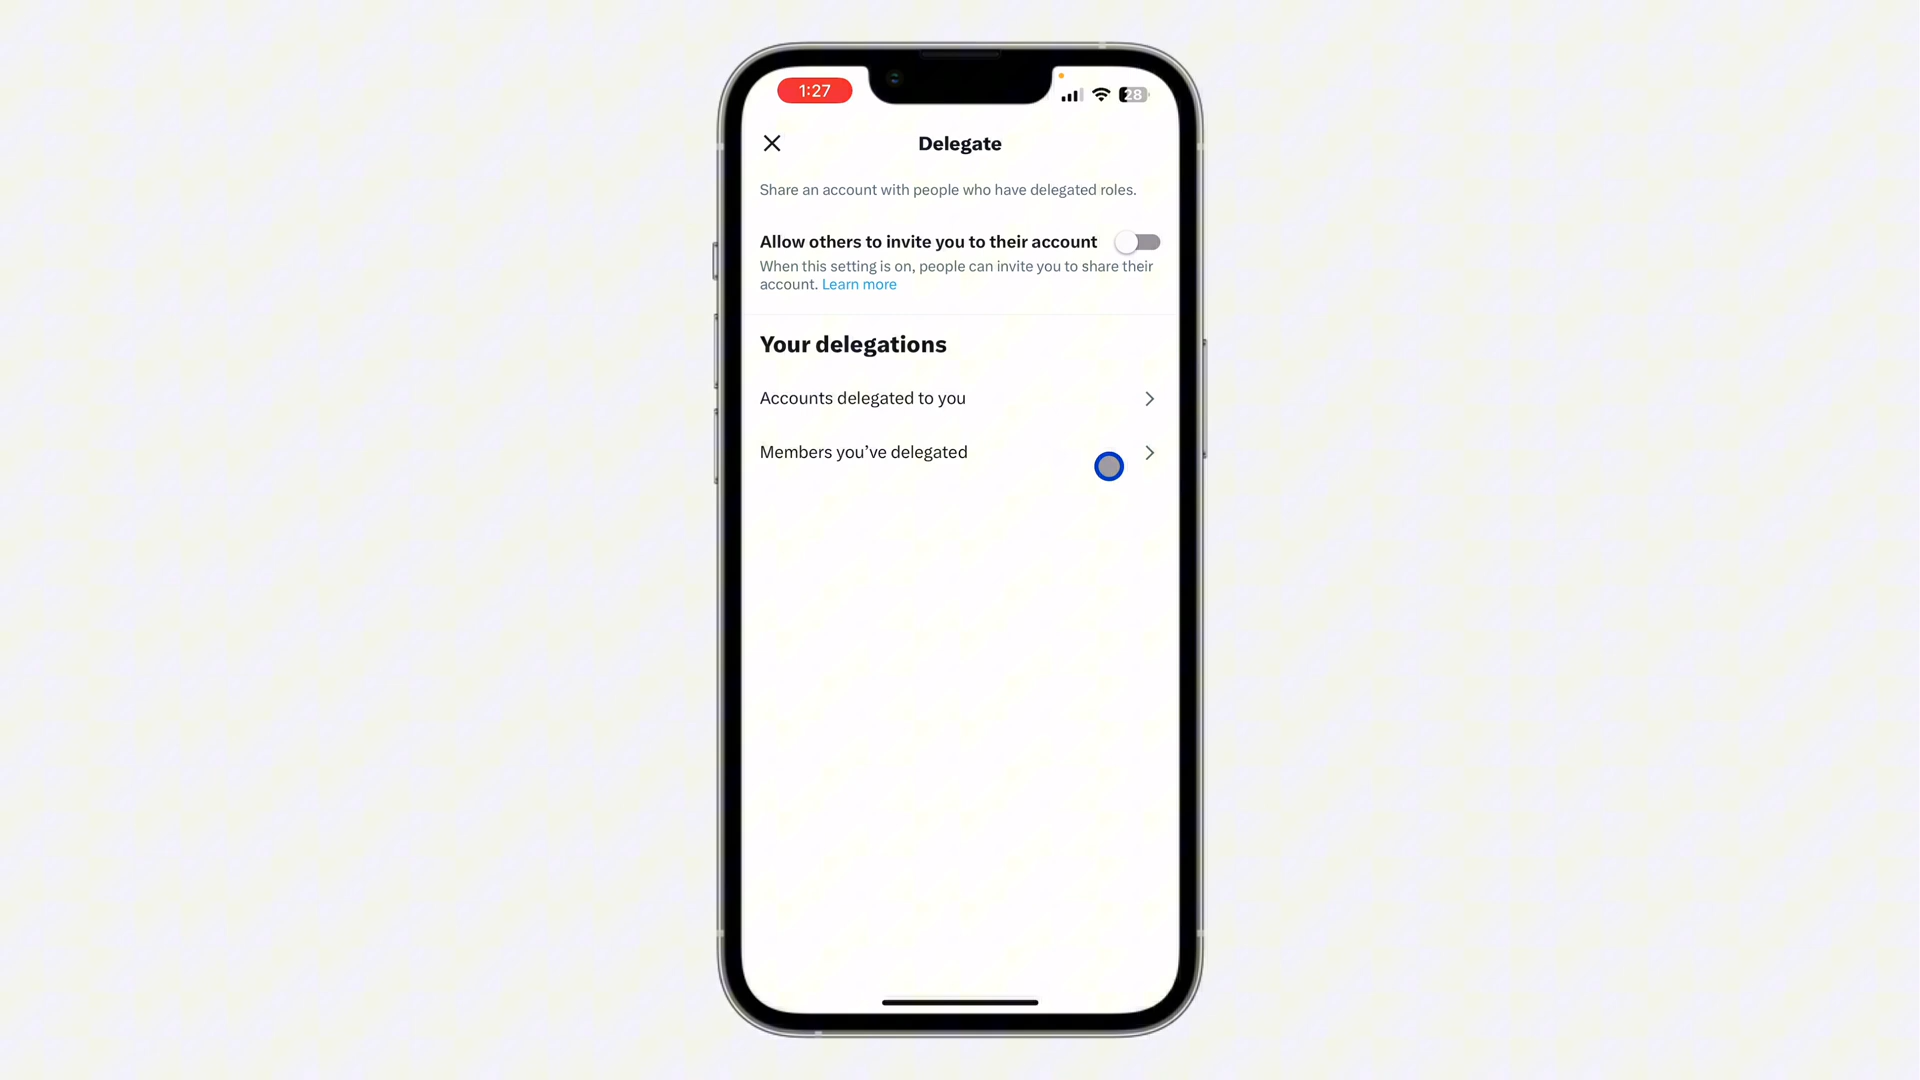 1:27
28
Delegate
Share an account with people who have delegated roles.
Allow others to invite you to their account
When this setting is on, people can invite you to share their
account. Learn more
Your delegations
Accounts delegated to you
Members you’ve delegated